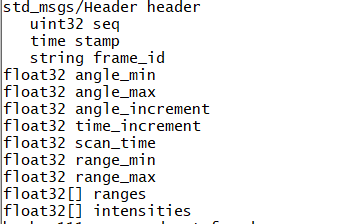 std_msgs/Header header
uint32 seq
time stamp
string frame_id
float32 angle_min
float32 angle_max
float32 angle_increment
float32 time_increment
float32 scan_time
float32 range_min
float32 range_max
float32[] ranges
float32[] intensities